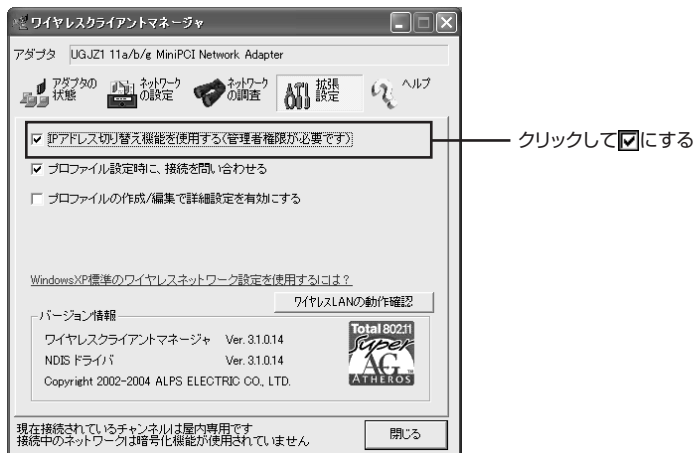 ワイヤレスクライアントマネージャ
アダプタ UGJZ1 11a/b/g MiniPCI Network Adapter
アダプタの状態
ネットワークの設定
ネットワークの調査
拡張設定
ヘルプ
IPアドレス切り替え機能を使用する(管理者権限が必要です)
クリックして☑にする
プロファイル設定時に、接続を問い合わせる
プロファイルの作成/編集で詳細設定を有効にする
WindowsXP標準のワイヤレスネットワーク設定を使用するには?
ワイヤレスLANの動作確認
バージョン情報
ワイヤレスクライアントマネージャ Ver. 3.1.0.14
NDIS ドライバ Ver. 3.1.0.14
Copyright 2002-2004 ALPS ELECTRIC CO., LTD.
Total 802.11
Super
AG
ATHEROS
現在接続されているチャンネルは屋内専用です
接続中のネットワークは暗号化機能が使用されていません
閉じる